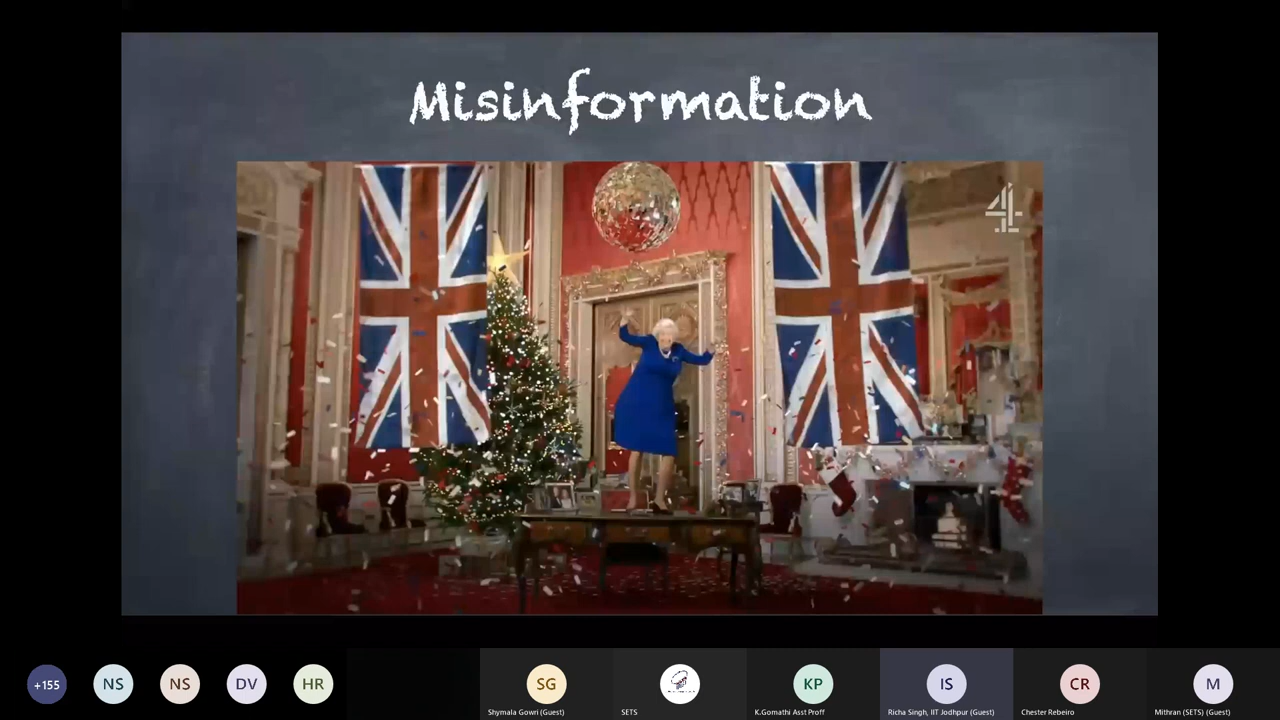 Misinformation
4
+155
NS
NS
DV
HR
SG
KP
IS
CR
M
Shymala Gowri (Guest)
SETS
K.Gomathi Asst Proff
Richa Singh, IIT Jodhpur (Guest)
Chester Rebeiro
Mithran (SETS) (Guest)